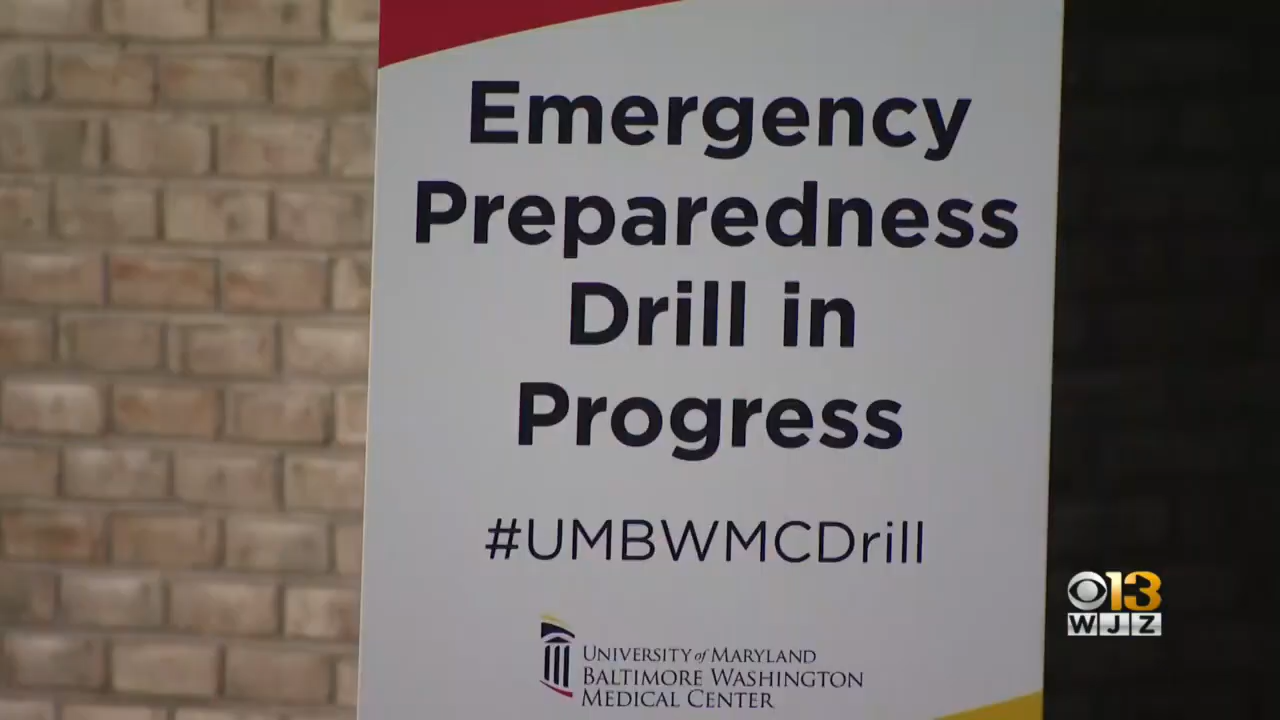 Emergency
Preparedness
Drill in
Progress
#UMBWMCDrill
UNIVERSITY of MARYLAND
BALTIMORE WASHINGTON
MEDICAL CENTER
13
WJZ